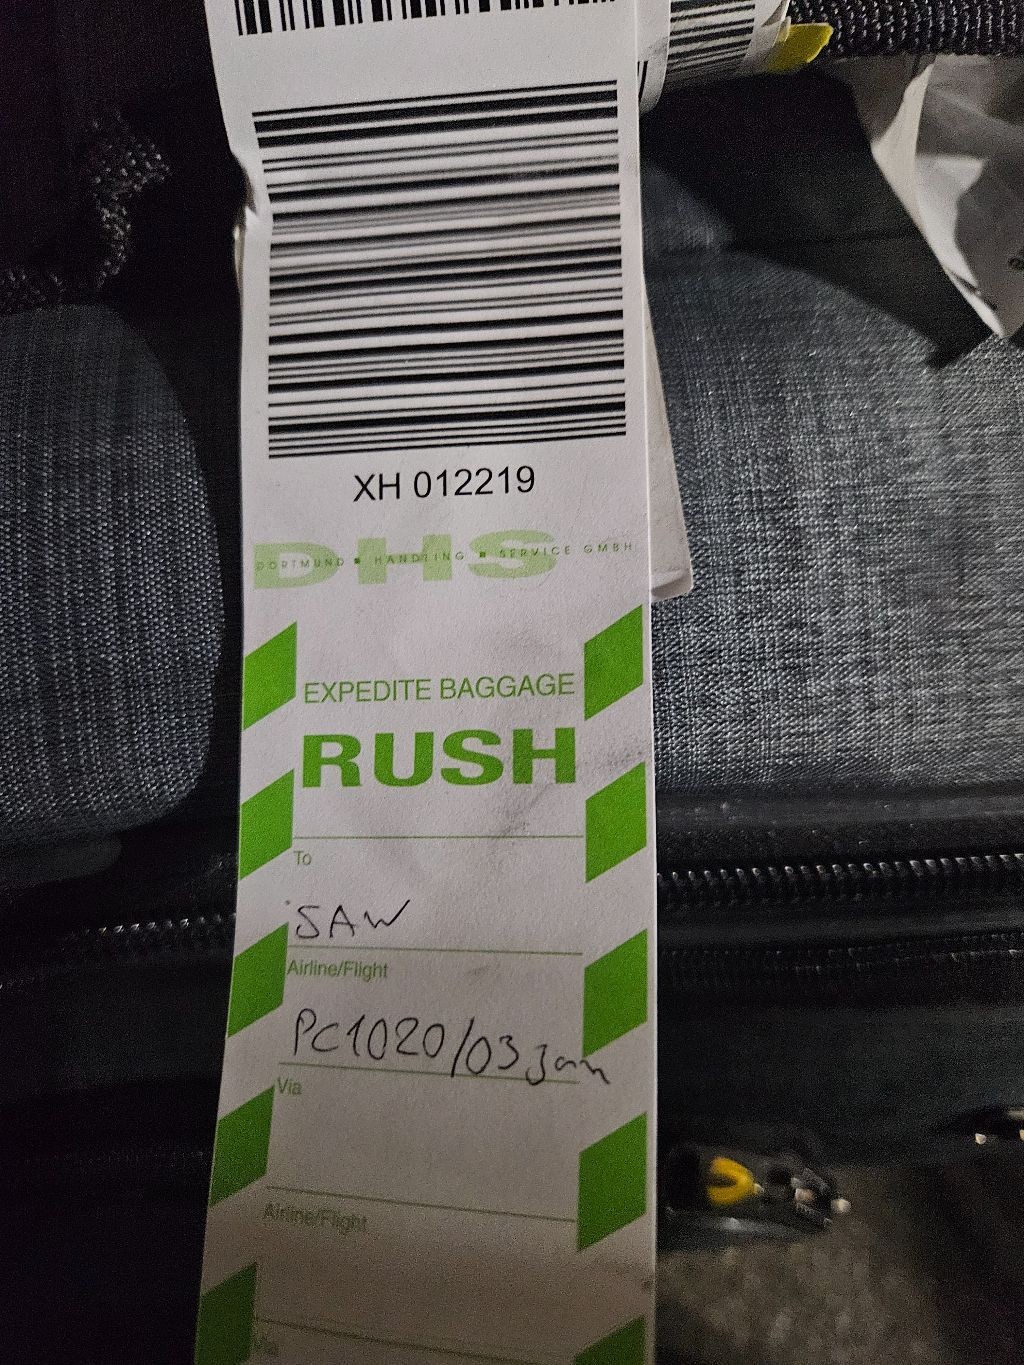 XH 012219
DHS
DORTMUND ■ HANDLING ■ SERVICE GMBH
EXPEDITE BAGGAGE
RUSH
To
SAW
Airline/Flight
PC1020/03 Jan
Via
Airline/Flight
Via